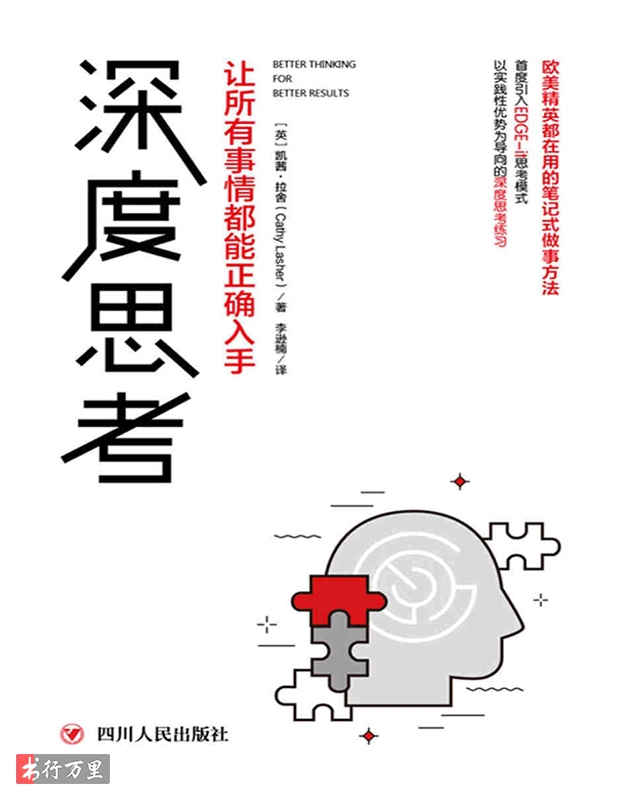 深度思考
让所有事情都能正确入手
BETTER THINKING
FOR
BETTER RESULTS
[英]凯茜·拉舍(Cathy Lasher)/著 李逊楠/译
欧美精英都在用的笔记式做事方法
首度引入EDGE-it思考模式
以实践性优势为导向的深度思考练习
四川人民出版社
书行万里